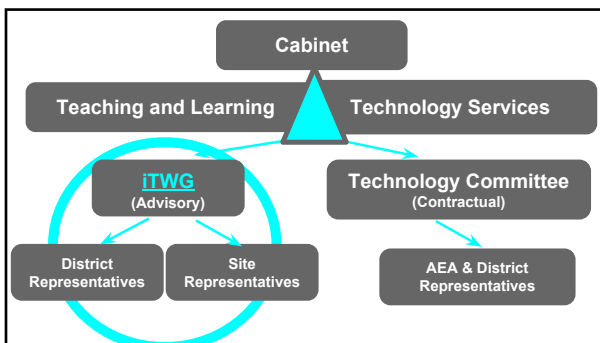 Cabinet
Teaching and Learning
Technology Services
iTWG
(Advisory)
Technology Committee
(Contractual)
District
Representatives
Site
Representatives
AEA & District
Representatives